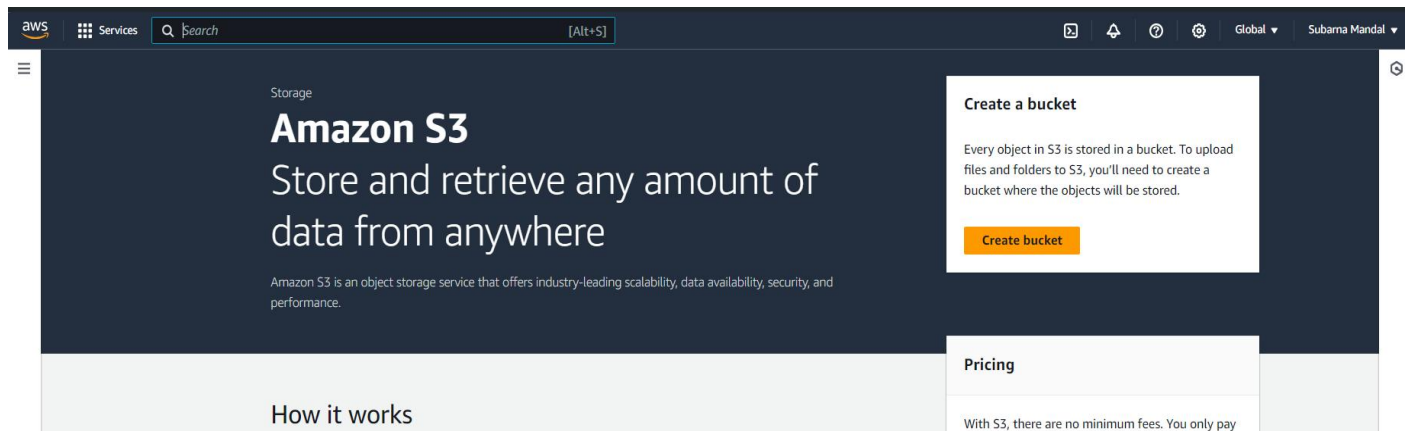 aws
Services
Search
[Alt+S]
Global
Subarna Mandal
Storage
Amazon S3
Store and retrieve any amount of
data from anywhere
Amazon S3 is an object storage service that offers industry-leading scalability, data availability, security, and
performance.
Create a bucket
Every object in S3 is stored in a bucket. To upload
files and folders to S3, you'll need to create a
bucket where the objects will be stored.
Create bucket
Pricing
With S3, there are no minimum fees. You only pay
How it works